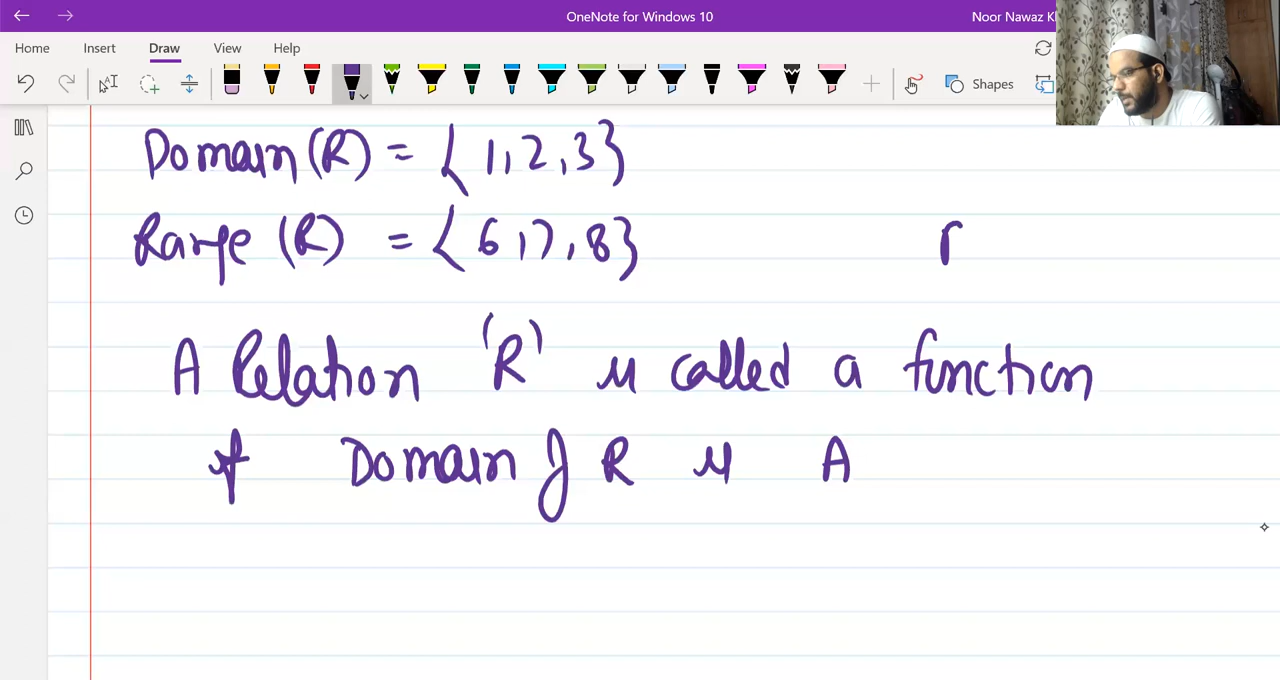 OneNote for Windows 10
Noor Nawaz Kh
Home Insert Draw View Help
Shapes
Domain (R) = { 1, 2, 3 }
Range (R) = { 6, 7, 8 }
r
A Relation 'R' is called a function
if Domain of R is A